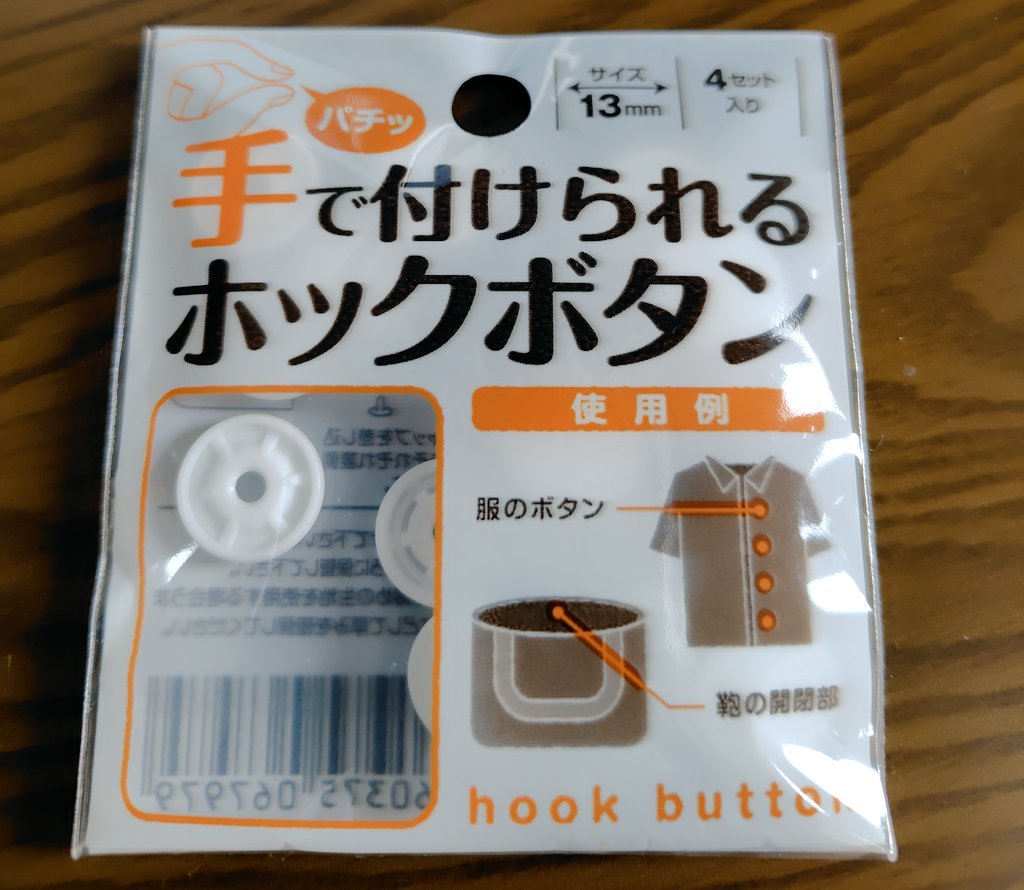 パチッ
サイズ
13mm
4セット
入り
手で付けられる
ホックボタン
使用例
服のボタン
鞄の開閉部
hook button
60375 067979